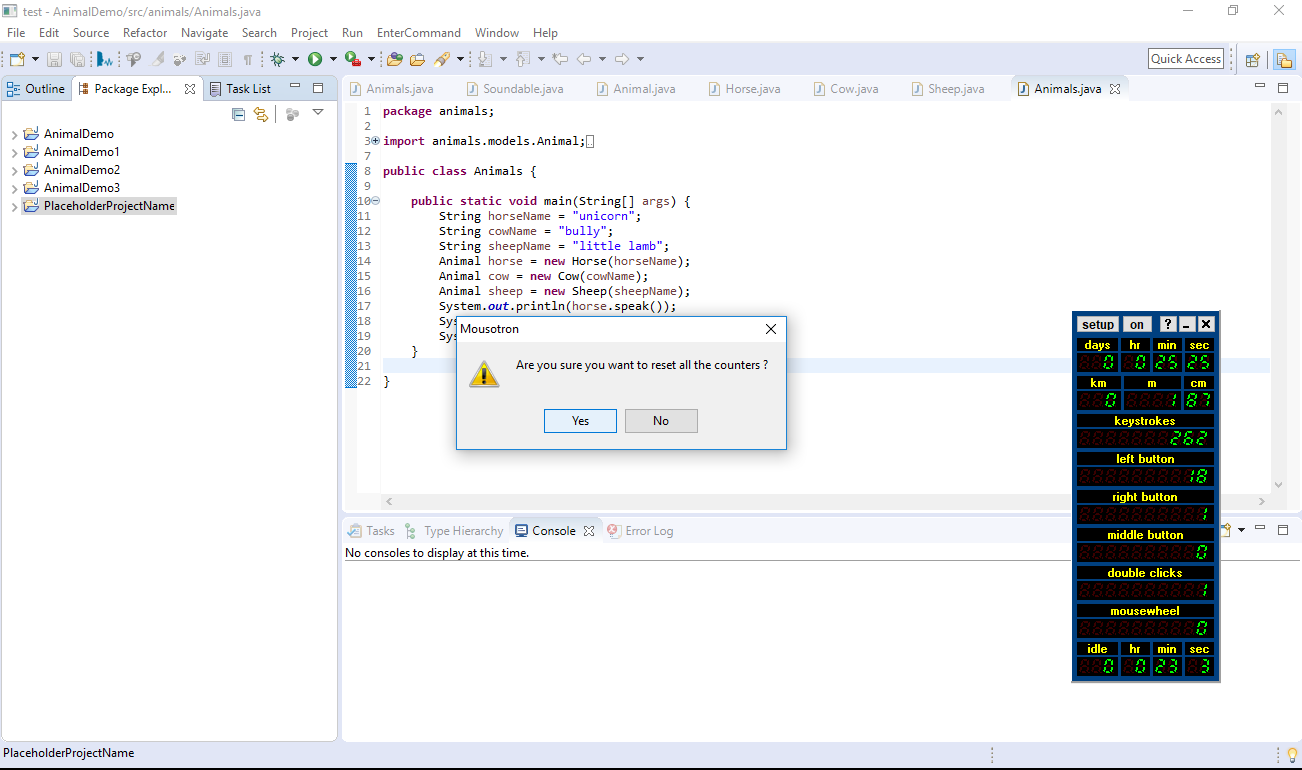 test - AnimalDemo/src/animals/Animals.java
File Edit Source Refactor Navigate Search Project Run EnterCommand Window Help
Quick Access
Outline Package Expl... Task List
AnimalDemo
AnimalDemo1
AnimalDemo2
AnimalDemo3
PlaceholderProjectName
Animals.java Soundable.java Animal.java Horse.java Cow.java Sheep.java Animals.java
1 package animals;
2
3 import animals.models.Animal;
7
8 public class Animals {
9
10 public static void main(String[] args) {
11 String horseName = "unicorn";
12 String cowName = "bully";
13 String sheepName = "little lamb";
14 Animal horse = new Horse(horseName);
15 Animal cow = new Cow(cowName);
16 Animal sheep = new Sheep(sheepName);
17 System.out.println(horse.speak());
18 Sy
19 Sy
20 }
21
22 }
Mousotron
Are you sure you want to reset all the counters ?
Yes No
setup on ?
days hr min sec
0 0 25 25
km m cm
0 1 87
keystrokes
262
left button
18
right button
1
middle button
0
double clicks
1
mousewheel
0
idle hr min sec
0 0 23 3
Tasks Type Hierarchy Console Error Log
No consoles to display at this time.
PlaceholderProjectName